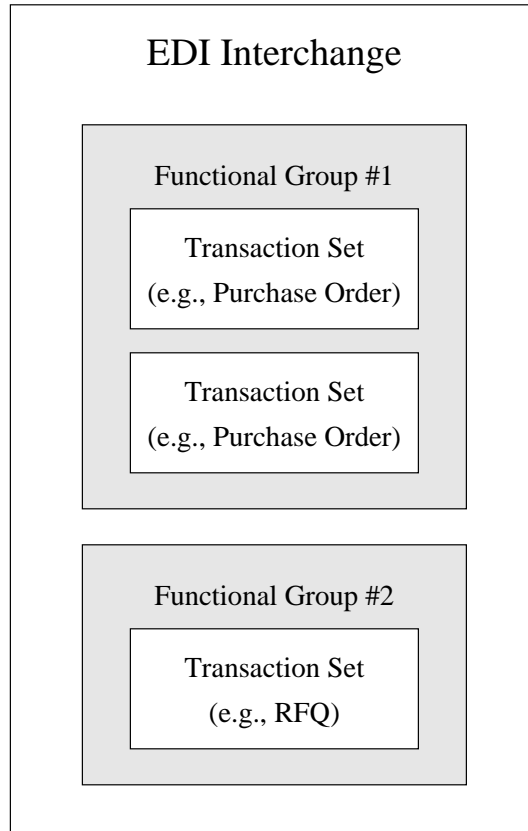 EDI Interchange
Functional Group #1
Transaction Set
(e.g., Purchase Order)
Transaction Set
(e.g., Purchase Order)
Functional Group #2
Transaction Set
(e.g., RFQ)